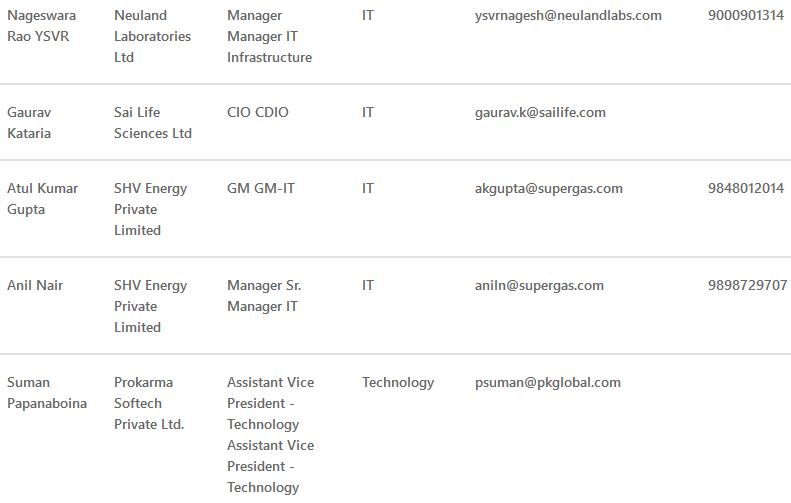 Nageswara Neuland Manager IT ysvrnagesh@neulandlabs.com 9000901314
Rao YSVR Laboratories Manager IT
Ltd Infrastructure
Gaurav Sai Life CIO CDIO IT gaurav.k@sailife.com
Kataria Sciences Ltd
Atul Kumar SHV Energy GM GM-IT IT akgupta@supergas.com 9848012014
Gupta Private
Limited
Anil Nair SHV Energy Manager Sr. IT aniln@supergas.com 9898729707
Private Manager IT
Limited
Suman Prokarma Assistant Vice Technology psuman@pkglobal.com
Papanaboina Softech President -
Private Ltd. Technology
Assistant Vice
President -
Technology